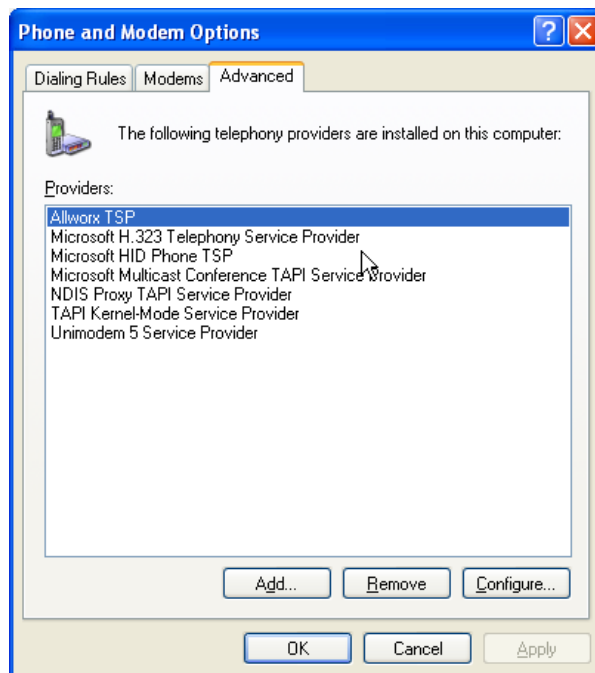 Phone and Modem Options
Dialing Rules Modems Advanced
The following telephony providers are installed on this computer:
Providers:
Allworx TSP
Microsoft H.323 Telephony Service Provider
Microsoft HID Phone TSP
Microsoft Multicast Conference TAPI Service Provider
NDIS Proxy TAPI Service Provider
TAPI Kernel-Mode Service Provider
Unimodem 5 Service Provider
Add... Remove Configure...
OK Cancel Apply